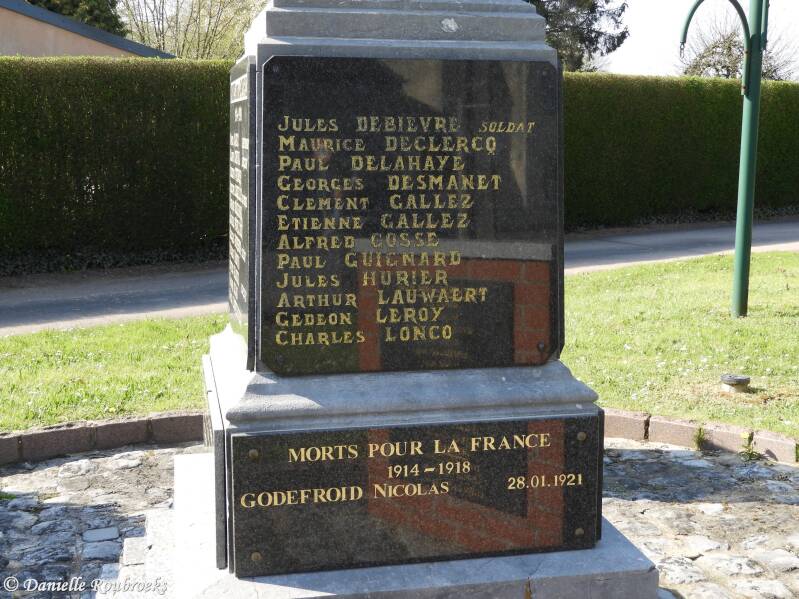 JULES DEBIEVRE SOLDAT
MAURICE DECLERCQ
PAUL DELAHAYE
GEORGES DESMANET
CLEMENT GALLEZ
ETIENNE GALLEZ
ALFRED GOSSE
PAUL GUIGNARD
JULES HURIER
ARTHUR LAUWAERT
GEDEON LEROY
CHARLES LONCO
MORTS POUR LA FRANCE
1914-1918
GODEFROID NICOLAS 28.01.1921
© Danielle Roubroeks